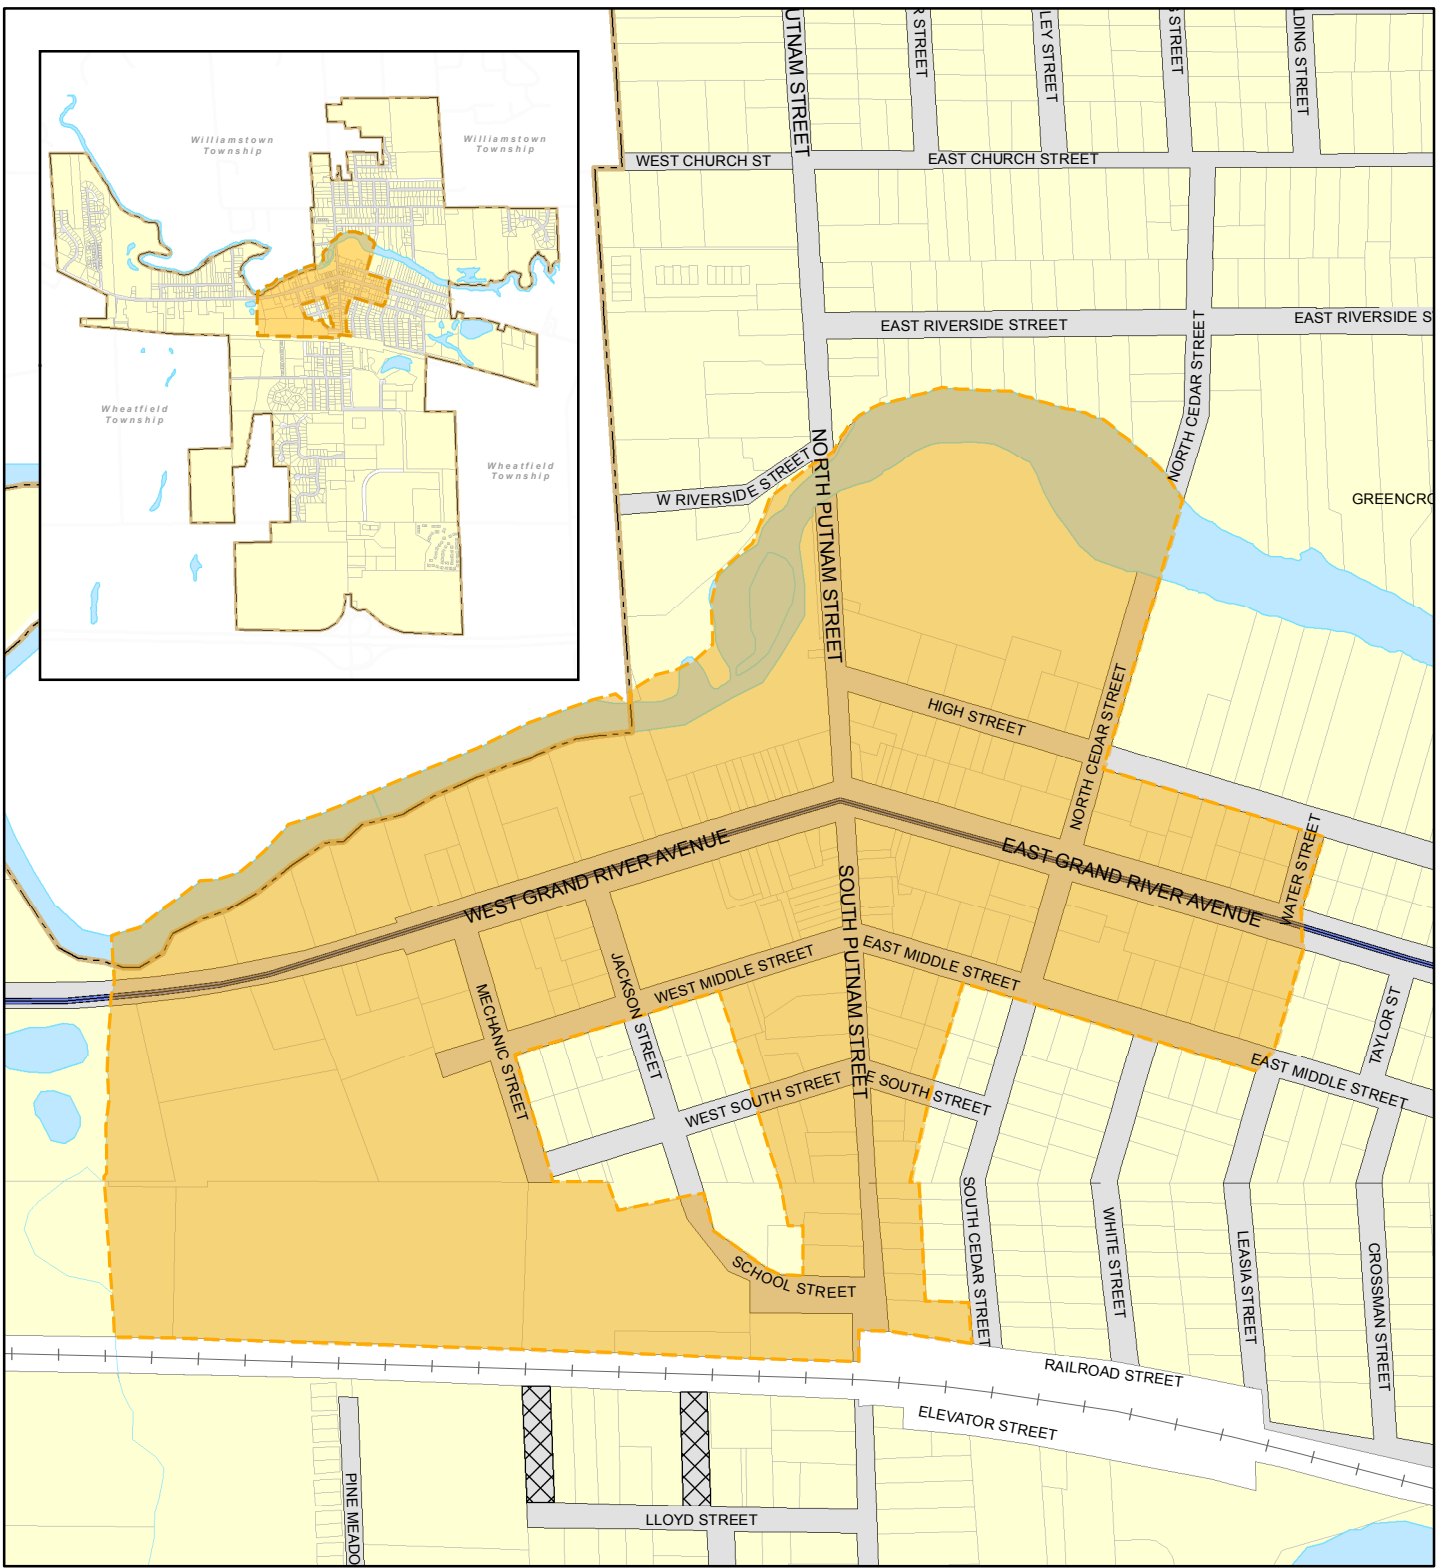 Williamstown
Township
Williamstown
Township
Wheatfield
Township
Wheatfield
Township
UTNAM STREET
R STREET
LEY STREET
STREET
LDING STREET
WEST CHURCH ST
EAST CHURCH STREET
EAST RIVERSIDE STREET
EAST RIVERSIDE S
NORTH CEDAR STREET
W RIVERSIDE STREET
NORTH PUTNAM STREET
GREENCRO
HIGH STREET
NORTH CEDAR STREET
WATER STREET
WEST GRAND RIVER AVENUE
EAST GRAND RIVER AVENUE
SOUTH PUTNAM STREET
WEST MIDDLE STREET
EAST MIDDLE STREET
JACKSON STREET
MECHANIC STREET
TAYLOR ST
EAST MIDDLE STREET
WEST SOUTH STREET
E SOUTH STREET
SOUTH CEDAR STREET
WHITE STREET
LEASIA STREET
CROSSMAN STREET
SCHOOL STREET
RAILROAD STREET
ELEVATOR STREET
PINE MEADO
LLOYD STREET